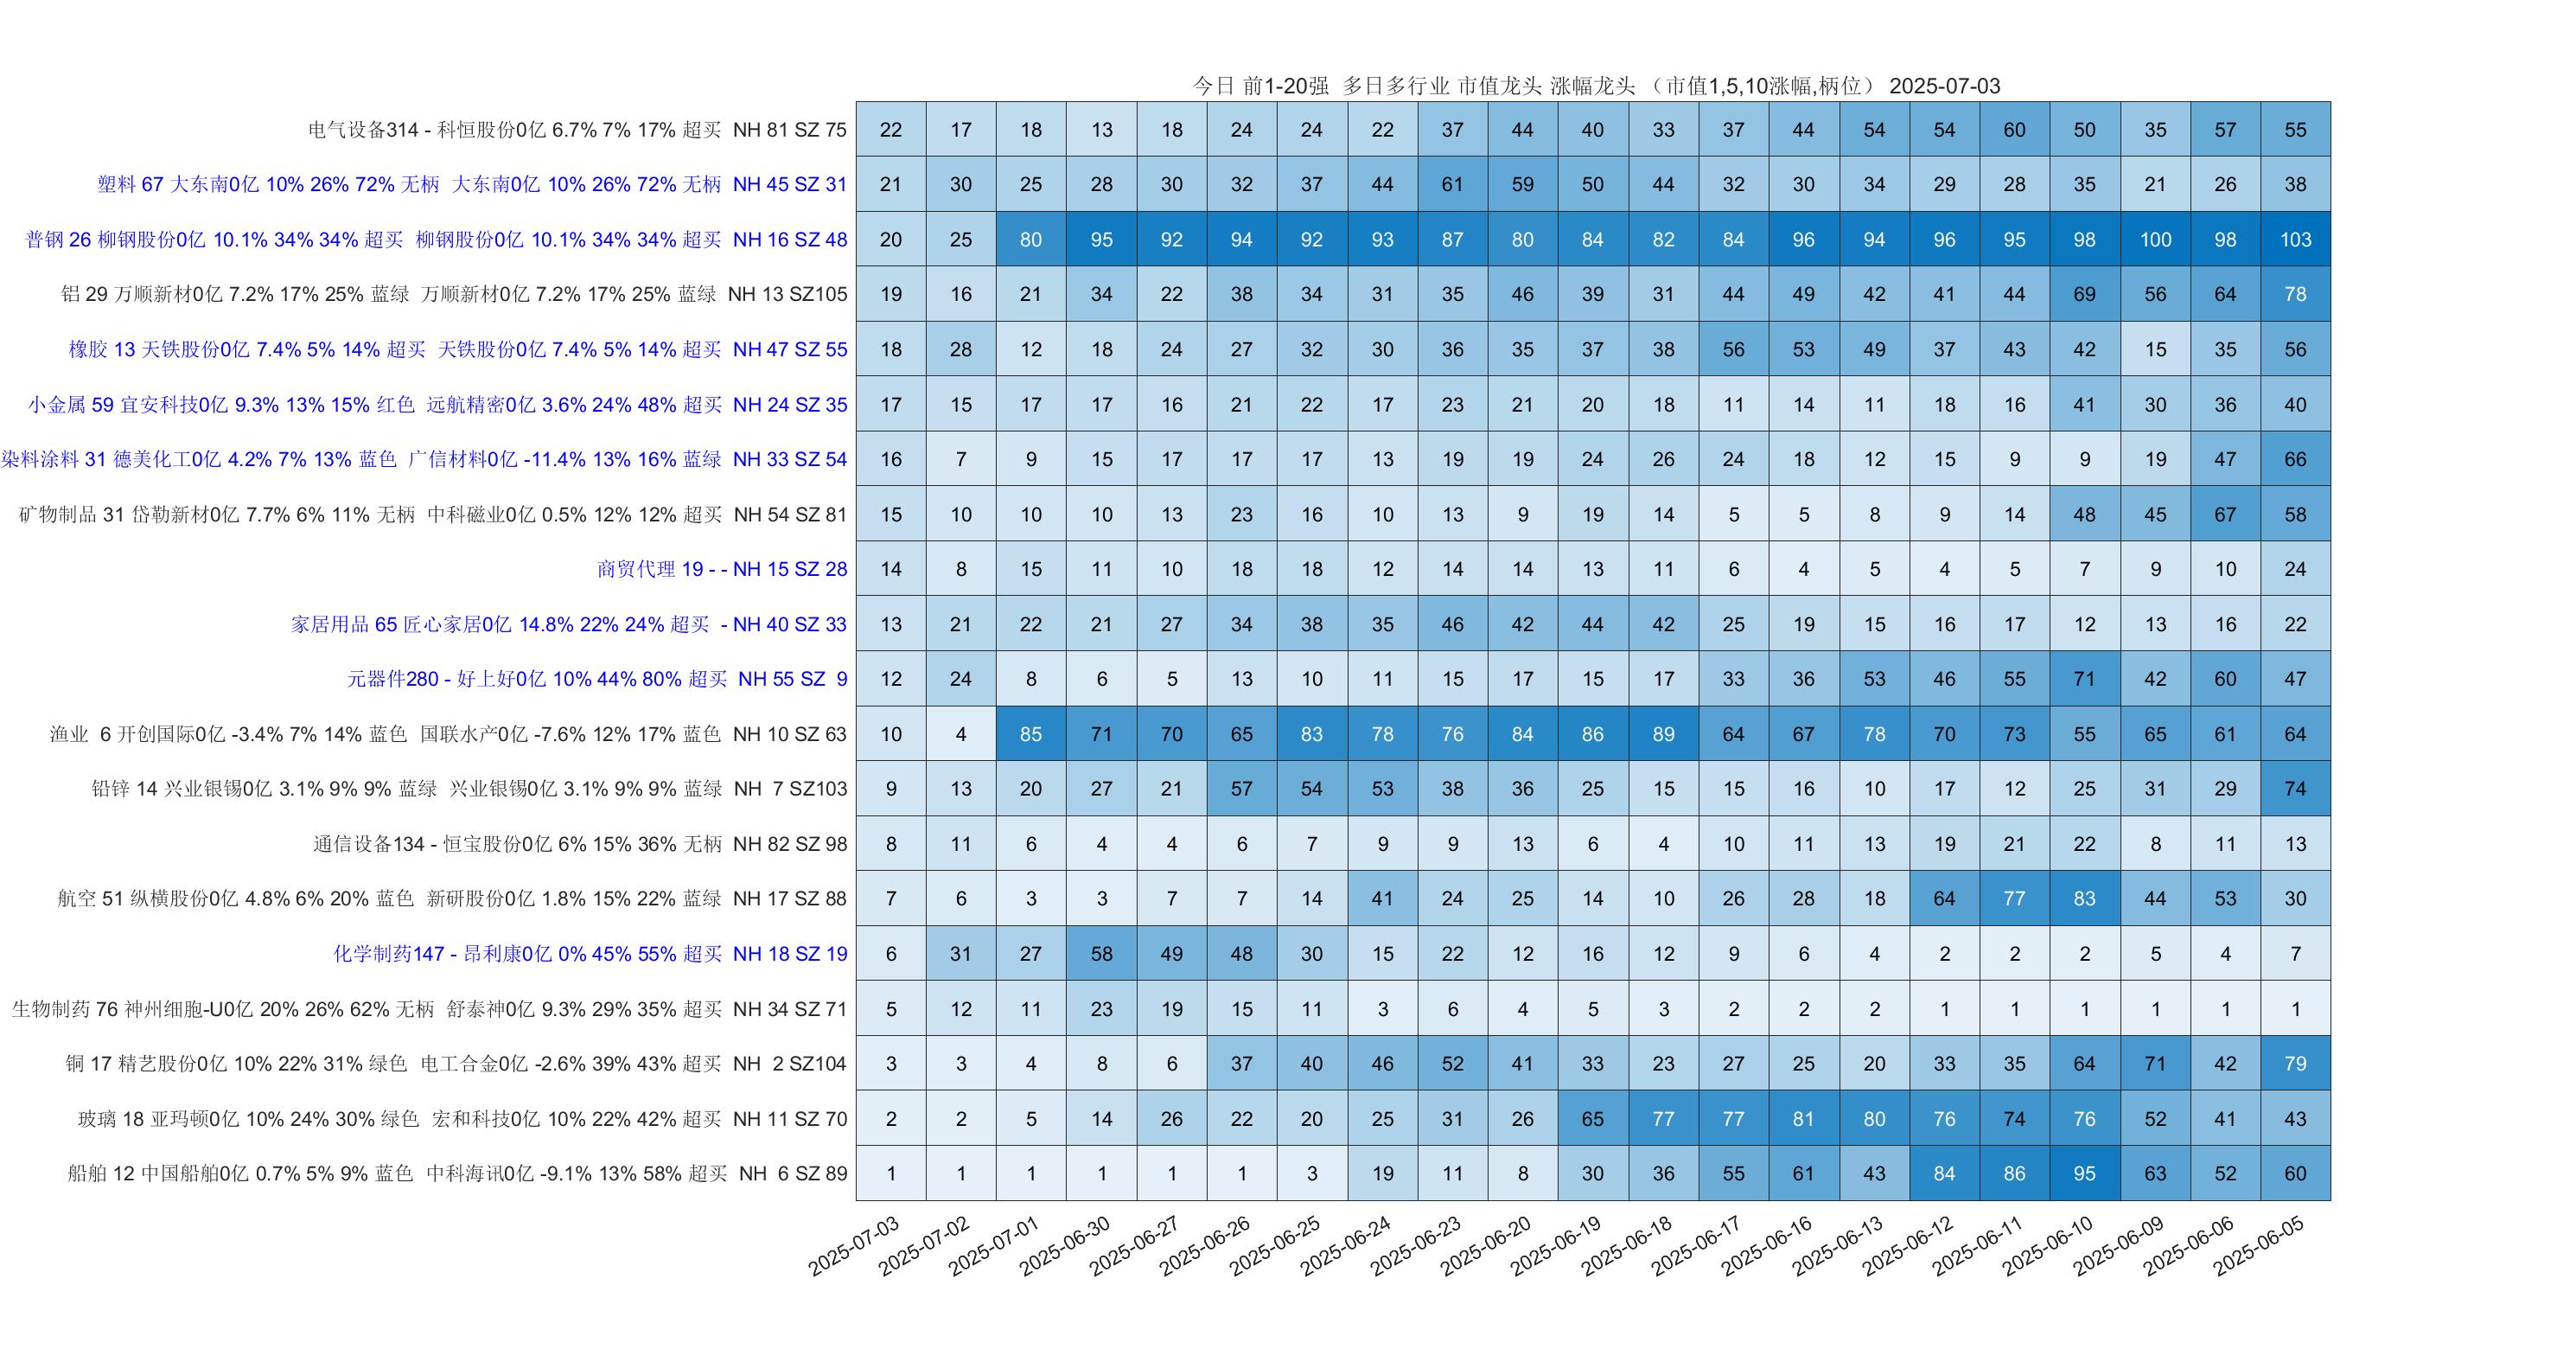 今日 前1-20强 多日多行业 市值龙头 涨幅龙头 （市值1,5,10涨幅,柄位） 2025-07-03
电气设备314 - 科恒股份0亿 6.7% 7% 17% 超买 NH 81 SZ 75 22 17 18 13 18 24 24 22 37 44 40 33 37 44 54 54 60 50 35 57 55
塑料 67 大东南0亿 10% 26% 72% 无柄 大东南0亿 10% 26% 72% 无柄 NH 45 SZ 31 21 30 25 28 30 32 37 44 61 59 50 44 32 30 34 29 28 35 21 26 38
普钢 26 柳钢股份0亿 10.1% 34% 34% 超买 柳钢股份0亿 10.1% 34% 34% 超买 NH 16 SZ 48 20 25 80 95 92 94 92 93 87 80 84 82 84 96 94 96 95 98 100 98 103
铝 29 万顺新材0亿 7.2% 17% 25% 蓝绿 万顺新材0亿 7.2% 17% 25% 蓝绿 NH 13 SZ105 19 16 21 34 22 38 34 31 35 46 39 31 44 49 42 41 44 69 56 64 78
橡胶 13 天铁股份0亿 7.4% 5% 14% 超买 天铁股份0亿 7.4% 5% 14% 超买 NH 47 SZ 55 18 28 12 18 24 27 32 30 36 35 37 38 56 53 49 37 43 42 15 35 56
小金属 59 宜安科技0亿 9.3% 13% 15% 红色 远航精密0亿 3.6% 24% 48% 超买 NH 24 SZ 35 17 15 17 17 16 21 22 17 23 21 20 18 11 14 11 18 16 41 30 36 40
染料涂料 31 德美化工0亿 4.2% 7% 13% 蓝色 广信材料0亿 -11.4% 13% 16% 蓝绿 NH 33 SZ 54 16 7 9 15 17 17 17 13 19 19 24 26 24 18 12 15 9 9 19 47 66
矿物制品 31 岱勒新材0亿 7.7% 6% 11% 无柄 中科磁业0亿 0.5% 12% 12% 超买 NH 54 SZ 81 15 10 10 10 13 23 16 10 13 9 19 14 5 5 8 9 14 48 45 67 58
商贸代理 19 - - NH 15 SZ 28 14 8 15 11 10 18 18 12 14 14 13 11 6 4 5 4 5 7 9 10 24
家居用品 65 匠心家居0亿 14.8% 22% 24% 超买 - NH 40 SZ 33 13 21 22 21 27 34 38 35 46 42 44 42 25 19 15 16 17 12 13 16 22
元器件280 - 好上好0亿 10% 44% 80% 超买 NH 55 SZ 9 12 24 8 6 5 13 10 11 15 17 15 17 33 36 53 46 55 71 42 60 47
渔业 6 开创国际0亿 -3.4% 7% 14% 蓝色 国联水产0亿 -7.6% 12% 17% 蓝色 NH 10 SZ 63 10 4 85 71 70 65 83 78 76 84 86 89 64 67 78 70 73 55 65 61 64
铅锌 14 兴业银锡0亿 3.1% 9% 9% 蓝绿 兴业银锡0亿 3.1% 9% 9% 蓝绿 NH 7 SZ103 9 13 20 27 21 57 54 53 38 36 25 15 15 16 10 17 12 25 31 29 74
通信设备134 - 恒宝股份0亿 6% 15% 36% 无柄 NH 82 SZ 98 8 11 6 4 4 6 7 9 9 13 6 4 10 11 13 19 21 22 8 11 13
航空 51 纵横股份0亿 4.8% 6% 20% 蓝色 新研股份0亿 1.8% 15% 22% 蓝绿 NH 17 SZ 88 7 6 3 3 7 7 14 41 24 25 14 10 26 28 18 64 77 83 44 53 30
化学制药147 - 昂利康0亿 0% 45% 55% 超买 NH 18 SZ 19 6 31 27 58 49 48 30 15 22 12 16 12 9 6 4 2 2 2 5 4 7
生物制药 76 神州细胞-U0亿 20% 26% 62% 无柄 舒泰神0亿 9.3% 29% 35% 超买 NH 34 SZ 71 5 12 11 23 19 15 11 3 6 4 5 3 2 2 2 1 1 1 1 1 1
铜 17 精艺股份0亿 10% 22% 31% 绿色 电工合金0亿 -2.6% 39% 43% 超买 NH 2 SZ104 3 3 4 8 6 37 40 46 52 41 33 23 27 25 20 33 35 64 71 42 79
玻璃 18 亚玛顿0亿 10% 24% 30% 绿色 宏和科技0亿 10% 22% 42% 超买 NH 11 SZ 70 2 2 5 14 26 22 20 25 31 26 65 77 77 81 80 76 74 76 52 41 43
船舶 12 中国船舶0亿 0.7% 5% 9% 蓝色 中科海讯0亿 -9.1% 13% 58% 超买 NH 6 SZ 89 1 1 1 1 1 1 3 19 11 8 30 36 55 61 43 84 86 95 63 52 60
2025-07-03 2025-07-02 2025-07-01 2025-06-30 2025-06-27 2025-06-26 2025-06-25 2025-06-24 2025-06-23 2025-06-20 2025-06-19 2025-06-18 2025-06-17 2025-06-16 2025-06-13 2025-06-12 2025-06-11 2025-06-10 2025-06-09 2025-06-06 2025-06-05